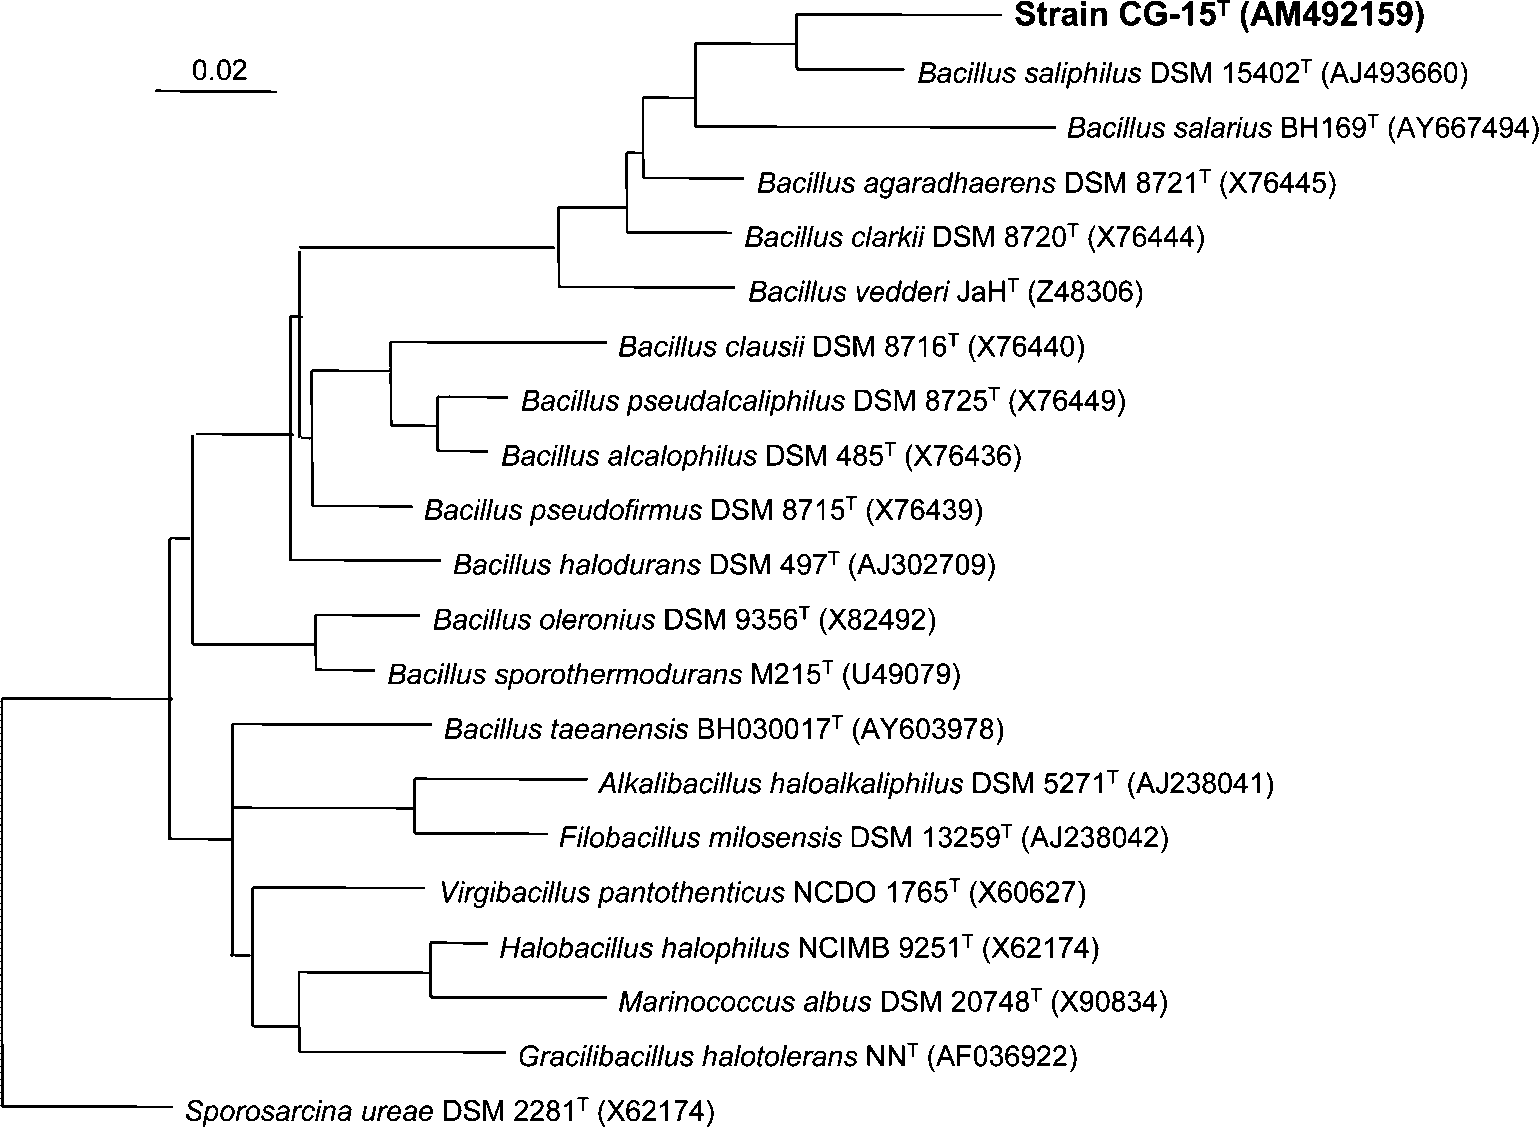 Strain CG-15ᵀ (AM492159)
0.02
Bacillus saliphilus DSM 15402ᵀ (AJ493660)
Bacillus salarius BH169ᵀ (AY667494)
Bacillus agaradhaerens DSM 8721ᵀ (X76445)
Bacillus clarkii DSM 8720ᵀ (X76444)
Bacillus vedderi JaHᵀ (Z48306)
Bacillus clausii DSM 8716ᵀ (X76440)
Bacillus pseudalcaliphilus DSM 8725ᵀ (X76449)
Bacillus alcalophilus DSM 485ᵀ (X76436)
Bacillus pseudofirmus DSM 8715ᵀ (X76439)
Bacillus halodurans DSM 497ᵀ (AJ302709)
Bacillus oleronius DSM 9356ᵀ (X82492)
Bacillus sporothermodurans M215ᵀ (U49079)
Bacillus taeanensis BH030017ᵀ (AY603978)
Alkalibacillus haloalkaliphilus DSM 5271ᵀ (AJ238041)
Filobacillus milosensis DSM 13259ᵀ (AJ238042)
Virgibacillus pantothenticus NCDO 1765ᵀ (X60627)
Halobacillus halophilus NCIMB 9251ᵀ (X62174)
Marinococcus albus DSM 20748ᵀ (X90834)
Gracilibacillus halotolerans NNᵀ (AF036922)
Sporosarcina ureae DSM 2281ᵀ (X62174)